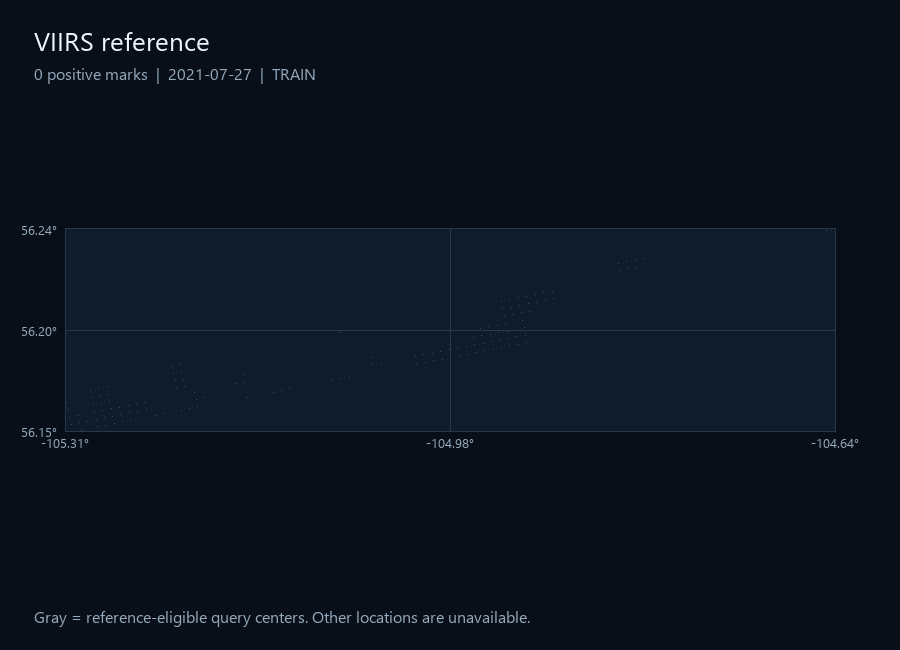 VIIRS reference
0 positive marks | 2021-07-27 | TRAIN
56.24°
56.20°
56.15°
-105.31°
-104.98°
-104.64°
Gray = reference-eligible query centers. Other locations are unavailable.